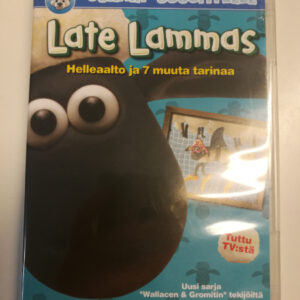 Late Lammas
Helleaalto ja 7 muuta tarinaa
Tuttu
TV:stä
Uusi sarja
"Wallacen & Gromitin" tekijöiltä